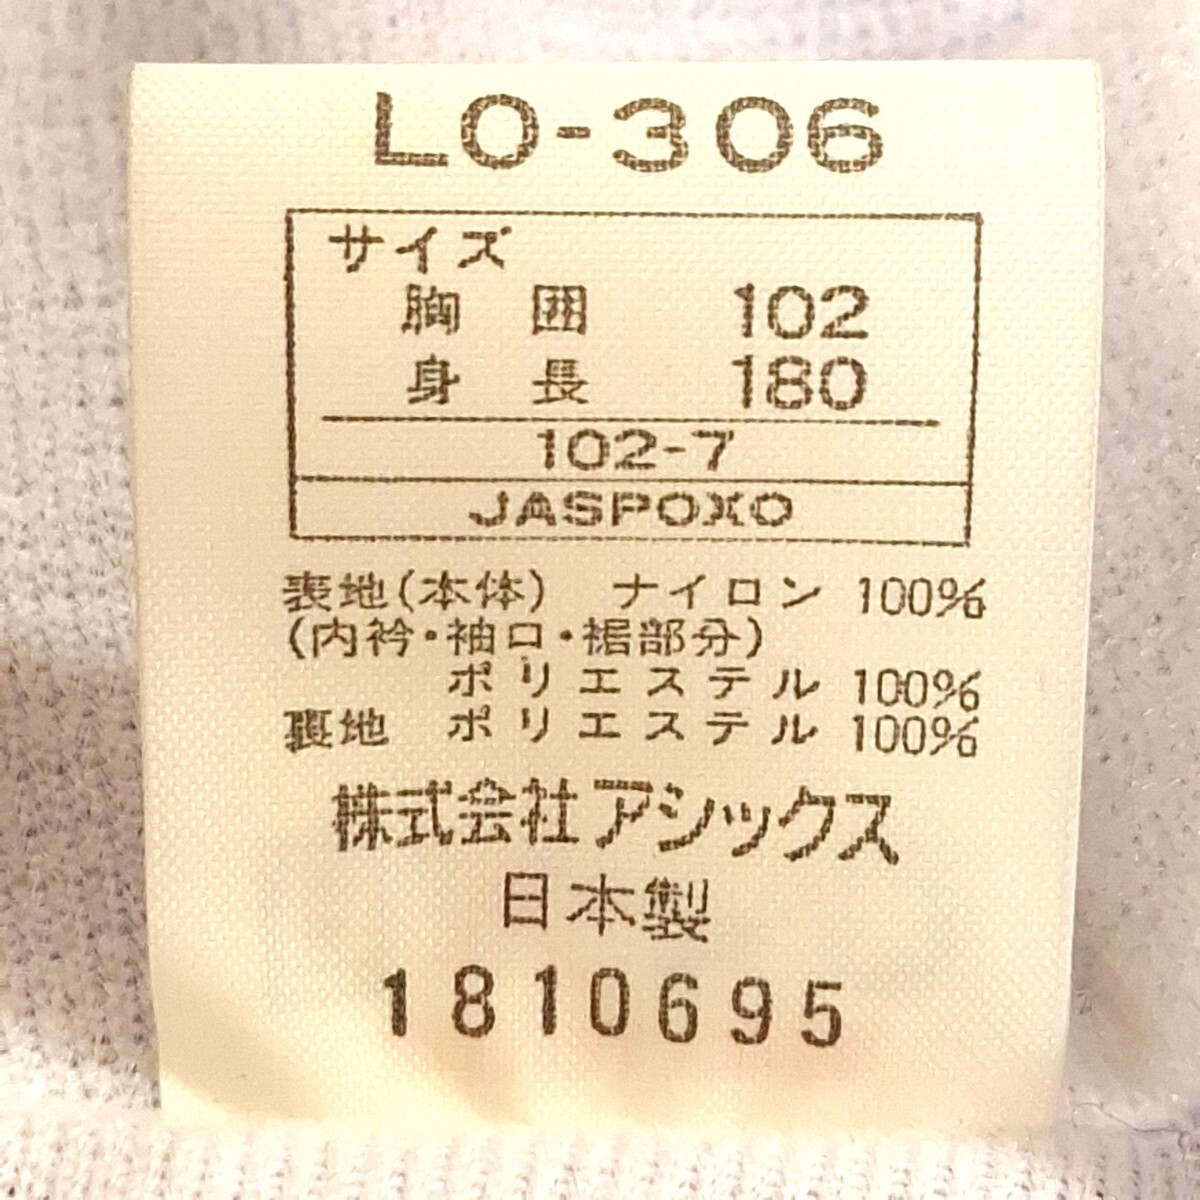 LO-306
サイズ
胸囲 102
身長 180
102-7
JASPOXO
表地(本体) ナイロン 100%
(内衿・袖口・裾部分)
ポリエステル 100%
裏地 ポリエステル 100%
株式会社アシックス
日本製
1810695